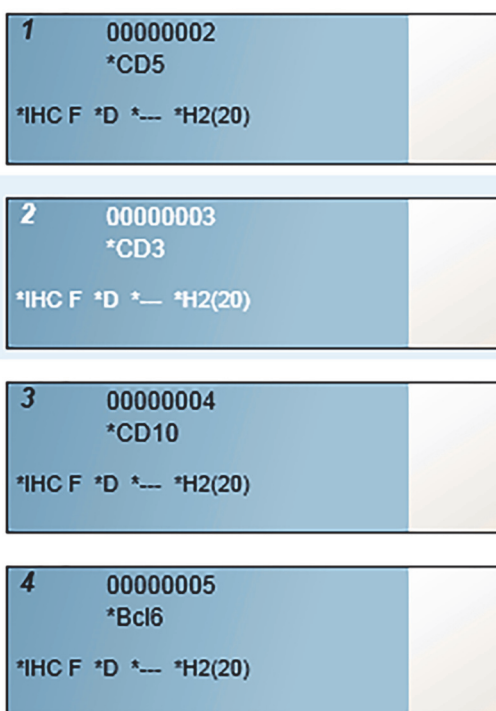 1 00000002
*CD5
*IHC F *D *--- *H2(20)
2 00000003
*CD3
*IHC F *D *--- *H2(20)
3 00000004
*CD10
*IHC F *D *--- *H2(20)
4 00000005
*Bcl6
*IHC F *D *--- *H2(20)